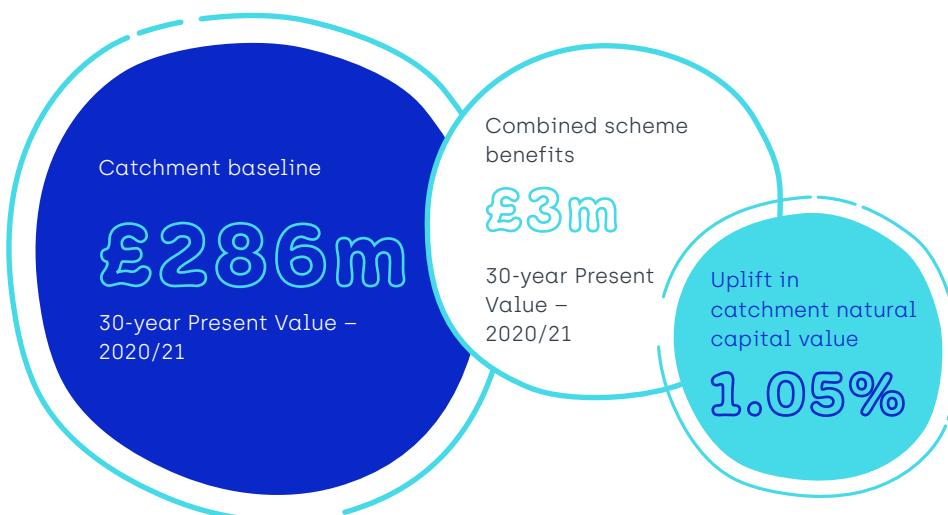 Catchment baseline
£286m
30-year Present Value –
2020/21
Combined scheme
benefits
£3m
30-year Present
Value –
2020/21
Uplift in
catchment natural
capital value
1.05%